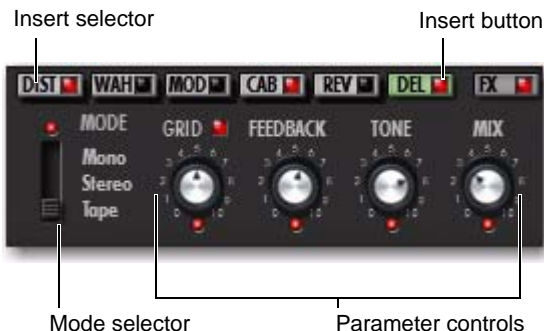 Insert selector
Insert button
DIST WAH MOD CAB REV DEL FX
MODE GRID FEEDBACK TONE MIX
Mono
Stereo
Tape
Mode selector
Parameter controls